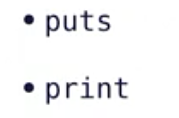 • puts
• print